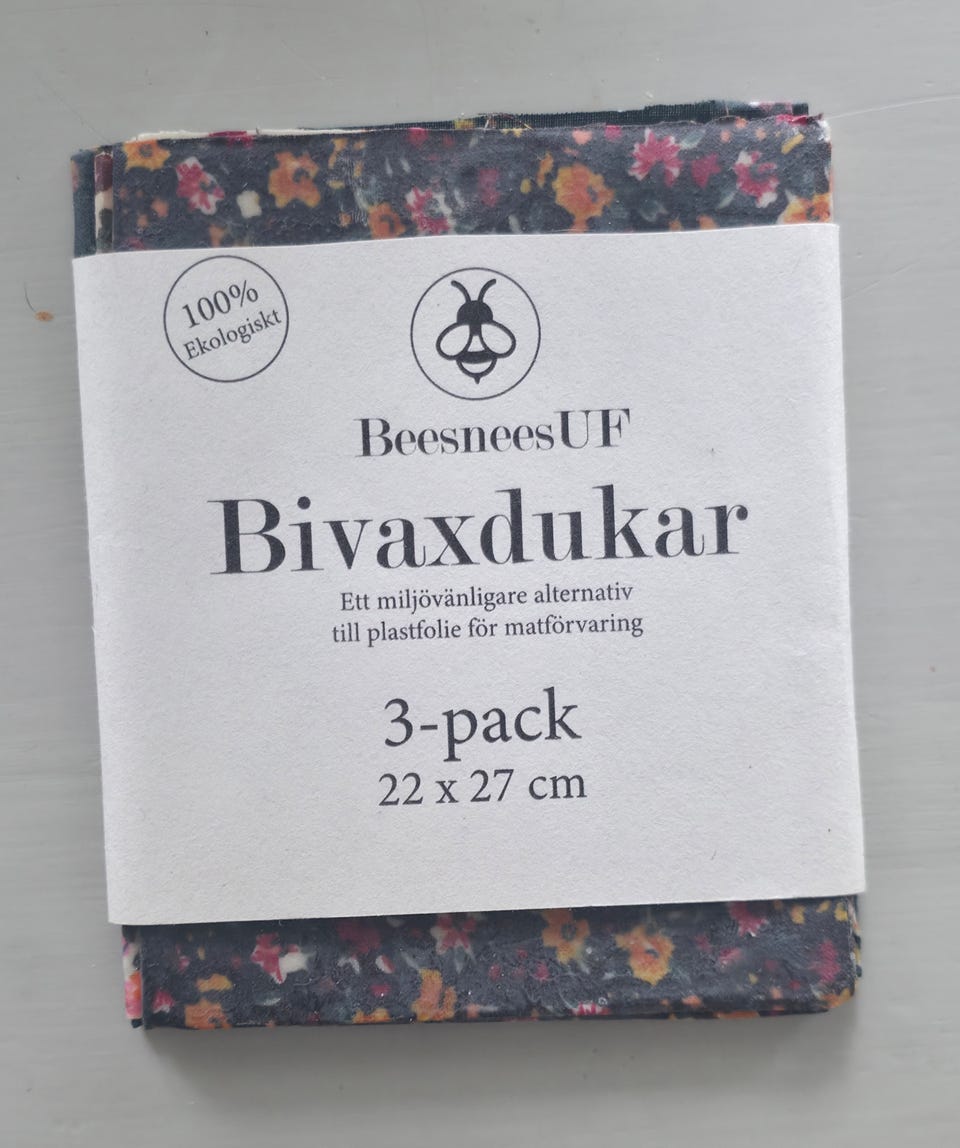 100%
Ekologiskt
BeesneesUF
Bivaxdukar
Ett miljövänligare alternativ
till plastfolie för matförvaring
3-pack
22 x 27 cm